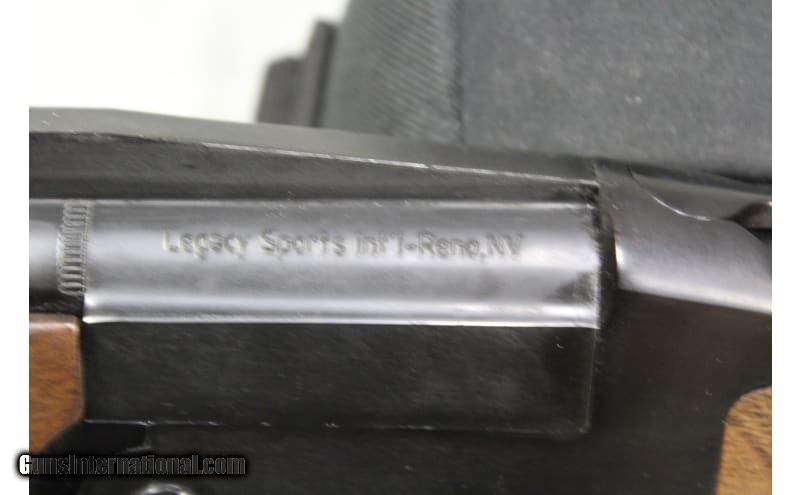 Legacy Sports Int'l-Reno,NV
GunsInternational.com